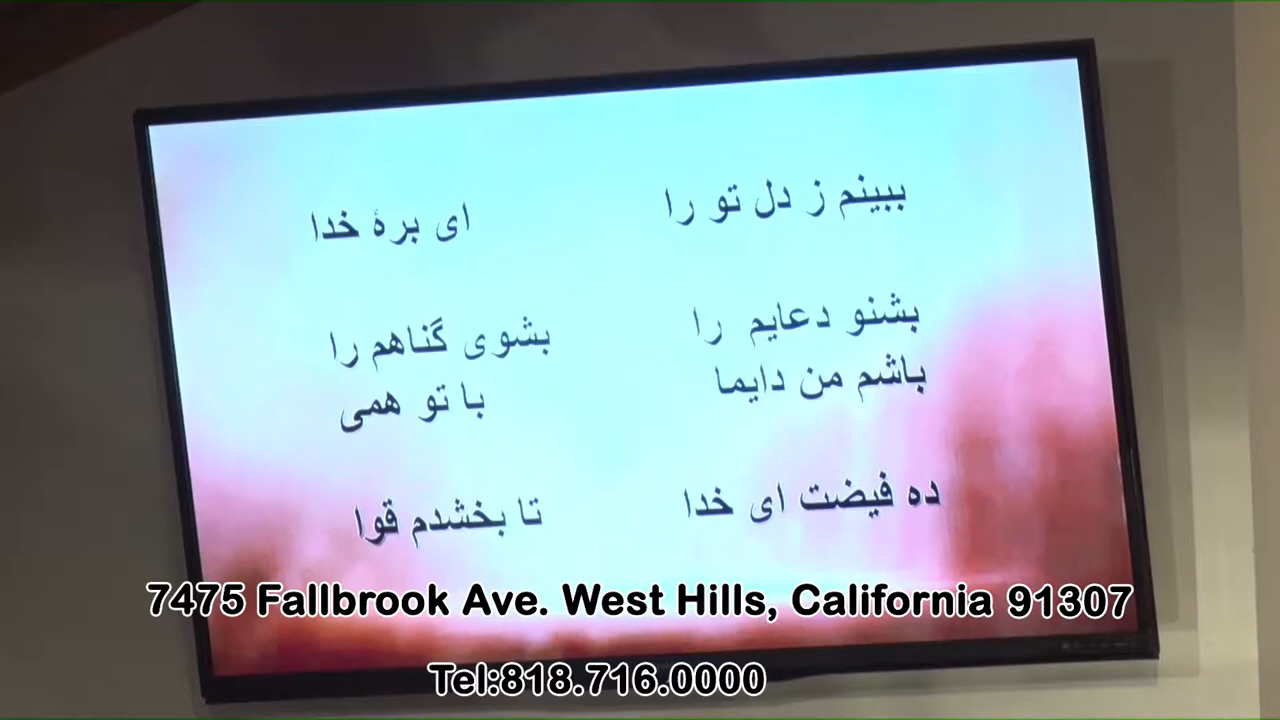 ببینم ز دل تو را ای برۀ خدا
بشنو دعایم را بشوی گناهم را
باشم من دایما با تو همی
ده فیضت ای خدا تا بخشدم قوا
7475 Fallbrook Ave. West Hills, California 91307
Tel:818.716.0000